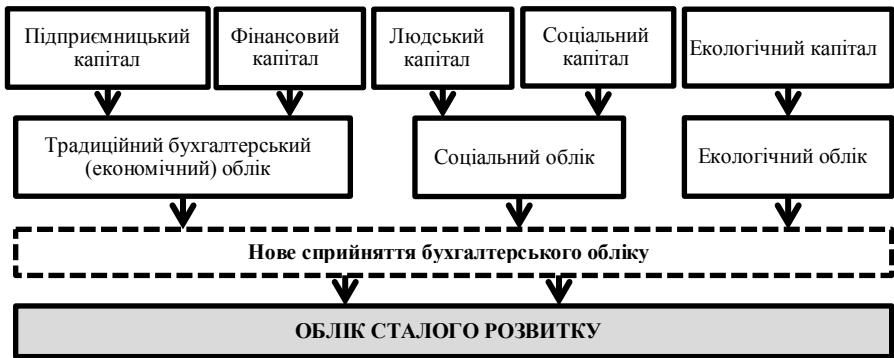 Підприємницький
капітал
Фінансовий
капітал
Людський
капітал
Соціальний
капітал
Екологічний капітал
Традиційний бухгалтерський
(економічний) облік
Соціальний облік
Екологічний облік
Нове сприйняття бухгалтерського обліку
ОБЛІК СТАЛОГО РОЗВИТКУ